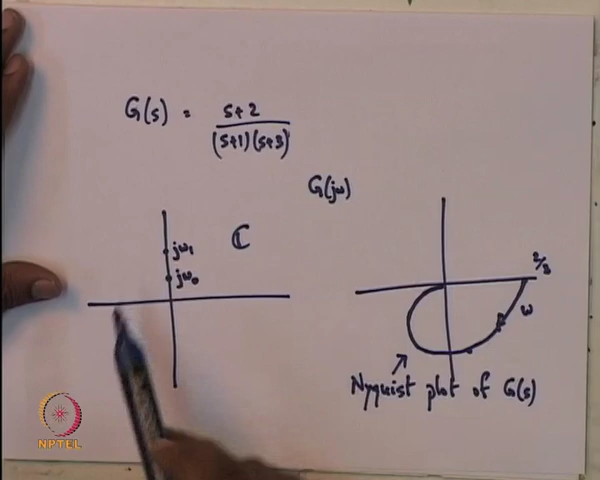 G(s) = s+2
(s+1)(s+3)
G(jω)
ℂ
jω₁
jω₀
2/3
ω
Nyquist plot of G(s)
NPTEL